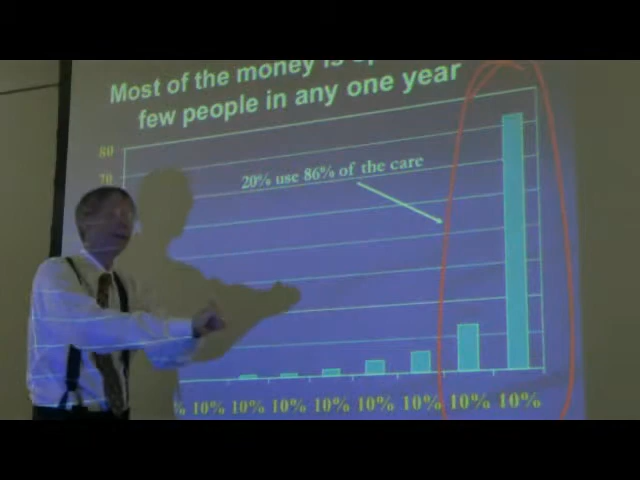 Most of the money is
few people in any one year
80
70
20% use 86% of the care
% 10% 10% 10% 10% 10% 10% 10% 10%